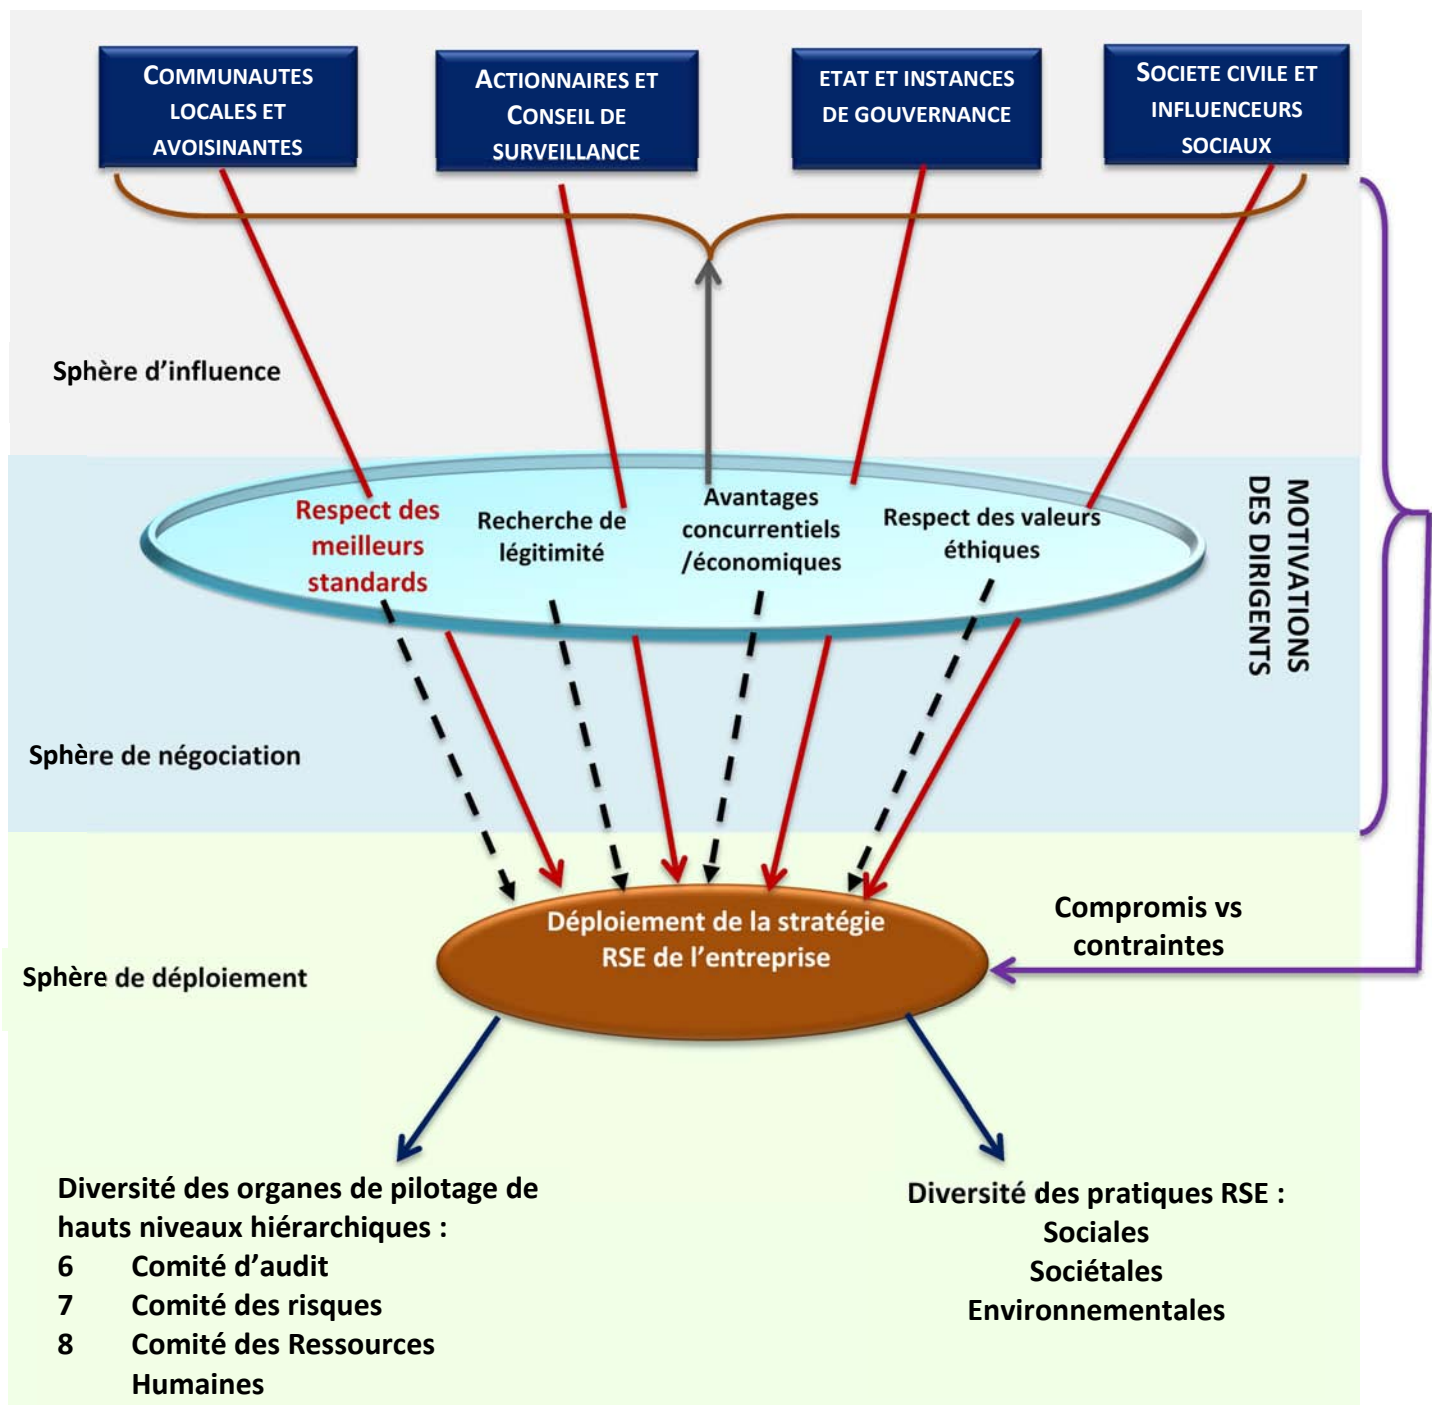 COMMUNAUTES
LOCALES ET
AVOISINANTES
ACTIONNAIRES ET
CONSEIL DE
SURVEILLANCE
ETAT ET INSTANCES
DE GOUVERNANCE
SOCIETE CIVILE ET
INFLUENCEURS
SOCIAUX
Sphère d'influence
Respect des
meilleurs
standards
Recherche de
légitimité
Avantages
concurrentiels
/économiques
Respect des valeurs
éthiques
MOTIVATIONS
DES DIRIGENTS
Sphère de négociation
Déploiement de la stratégie
RSE de l'entreprise
Compromis vs
contraintes
Sphère de déploiement
Diversité des organes de pilotage de
hauts niveaux hiérarchiques :
6 Comité d'audit
7 Comité des risques
8 Comité des Ressources
Humaines
Diversité des pratiques RSE :
Sociales
Sociétales
Environnementales